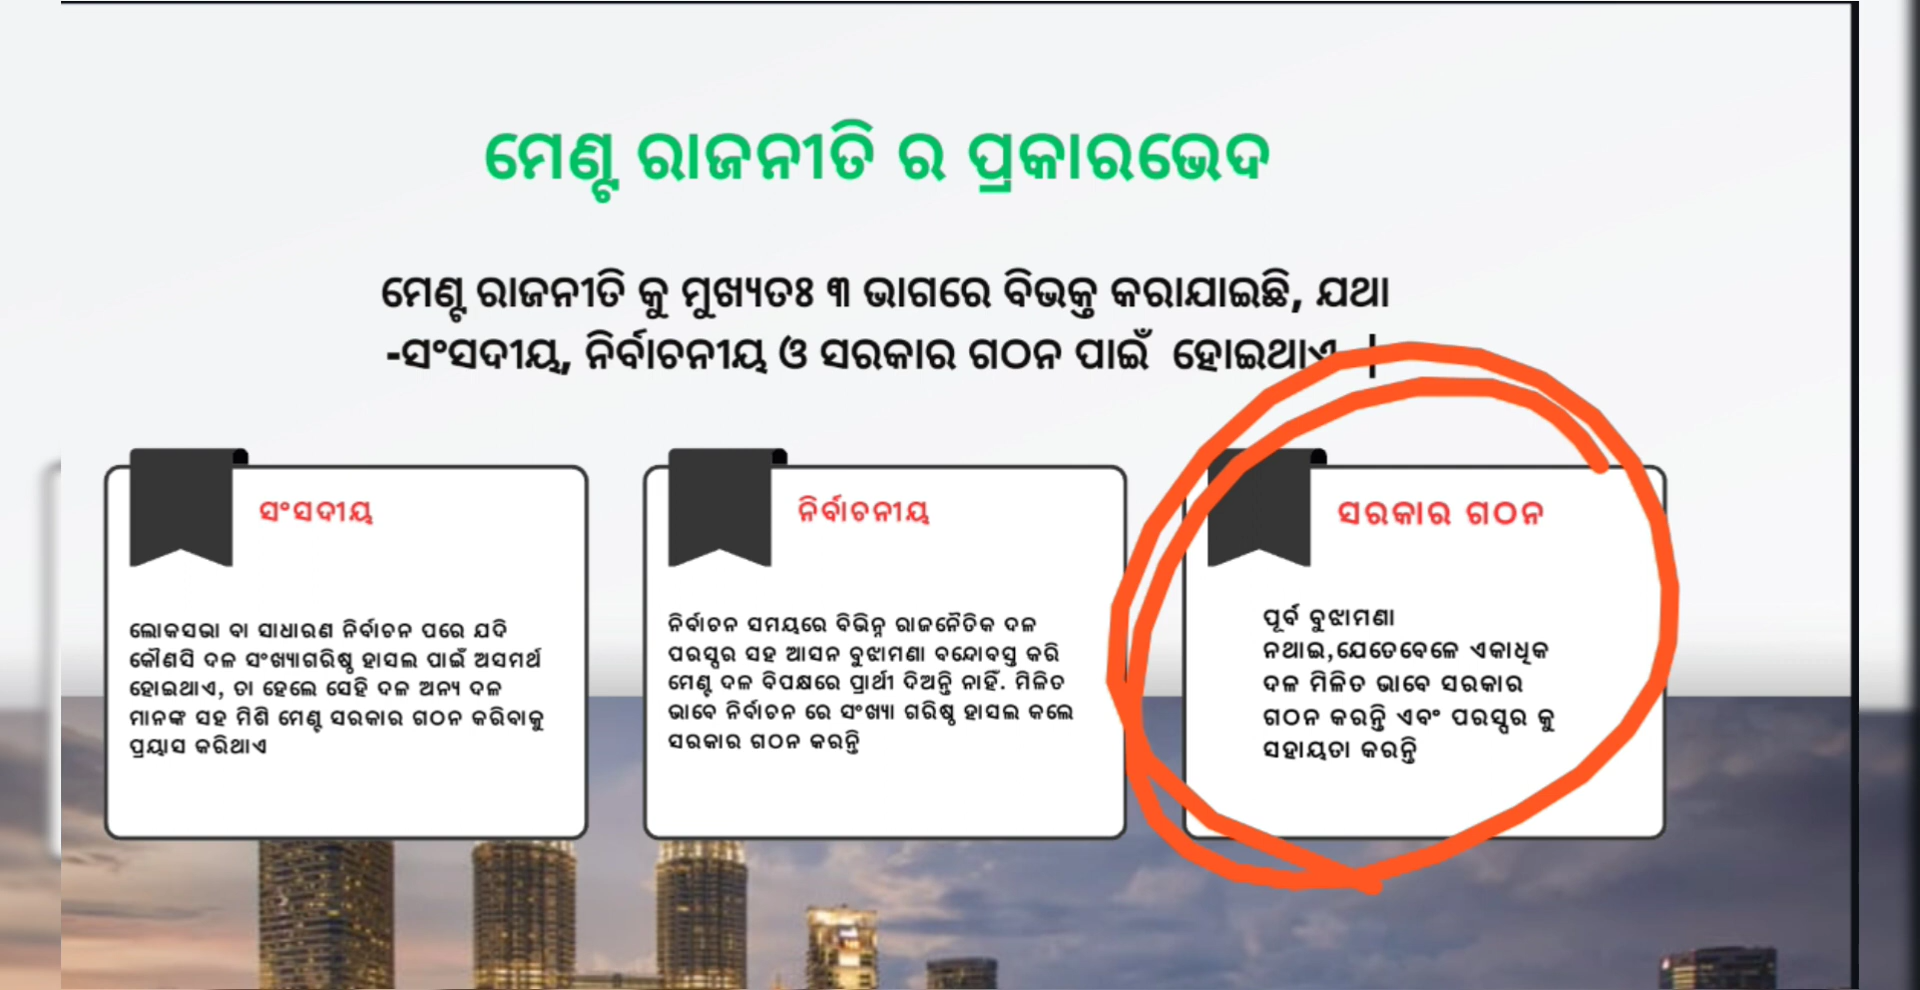 ମେଣ୍ଟ ରାଜନୀତି ର ପ୍ରକାରଭେଦ
ମେଣ୍ଟ ରାଜନୀତି କୁ ମୁଖ୍ୟତଃ ୩ ଭାଗରେ ବିଭକ୍ତ କରାଯାଇଛି, ଯଥା
-ସଂସଦୀୟ, ନିର୍ବାଚନୀୟ ଓ ସରକାର ଗଠନ ପାଇଁ ହୋଇଥାଏ |
ସଂସଦୀୟ
ଲୋକସଭା ବା ସାଧାରଣ ନିର୍ବାଚନ ପରେ ଯଦି
କୌଣସି ଦଳ ସଂଖ୍ୟାଗରିଷ୍ଠ ହାସଲ ପାଇଁ ଅସମର୍ଥ
ହୋଇଥାଏ, ତା ହେଲେ ସେହି ଦଳ ଅନ୍ୟ ଦଳ
ମାନଙ୍କ ସହ ମିଶି ମେଣ୍ଟ ସରକାର ଗଠନ କରିବାକୁ
ପ୍ରୟାସ କରିଥାଏ
ନିର୍ବାଚନୀୟ
ନିର୍ବାଚନ ସମୟରେ ବିଭିନ୍ନ ରାଜନୈତିକ ଦଳ
ପରସ୍ପର ସହ ଆସନ ବୁଝାମଣା ବନ୍ଦୋବସ୍ତ କରି
ମେଣ୍ଟ ଦଳ ବିପକ୍ଷରେ ପ୍ରାର୍ଥୀ ଦିଅନ୍ତି ନାହିଁ. ମିଳିତ
ଭାବେ ନିର୍ବାଚନ ରେ ସଂଖ୍ୟା ଗରିଷ୍ଠ ହାସଲ କଲେ
ସରକାର ଗଠନ କରନ୍ତି
ସରକାର ଗଠନ
ପୂର୍ବ ବୁଝାମଣା
ନଥାଇ,ଯେତେବେଳେ ଏକାଧିକ
ଦଳ ମିଳିତ ଭାବେ ସରକାର
ଗଠନ କରନ୍ତି ଏବଂ ପରସ୍ପର କୁ
ସହାୟତା କରନ୍ତି